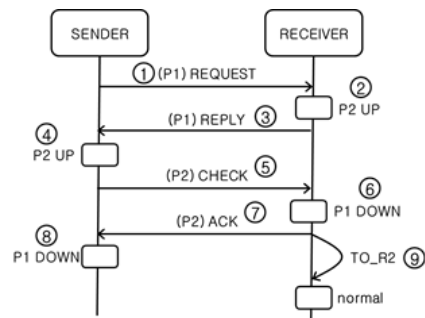 SENDER
RECEIVER
① (P1) REQUEST
②
P2 UP
(P1) REPLY ③
④
P2 UP
(P2) CHECK ⑤
⑥
P1 DOWN
(P2) ACK ⑦
⑧
P1 DOWN
TO_R2 ⑨
normal